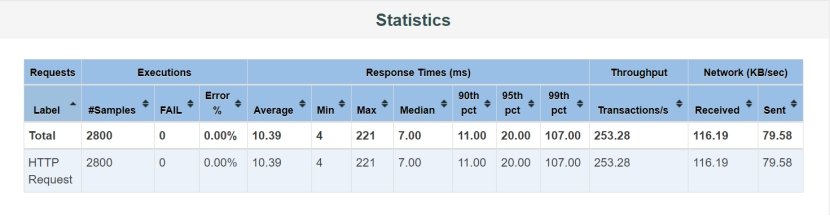 Statistics
Requests Executions Response Times (ms) Throughput Network (KB/sec)
Label #Samples FAIL Error % Average Min Max Median 90th pct 95th pct 99th pct Transactions/s Received Sent
Total 2800 0 0.00% 10.39 4 221 7.00 11.00 20.00 107.00 253.28 116.19 79.58
HTTP Request 2800 0 0.00% 10.39 4 221 7.00 11.00 20.00 107.00 253.28 116.19 79.58